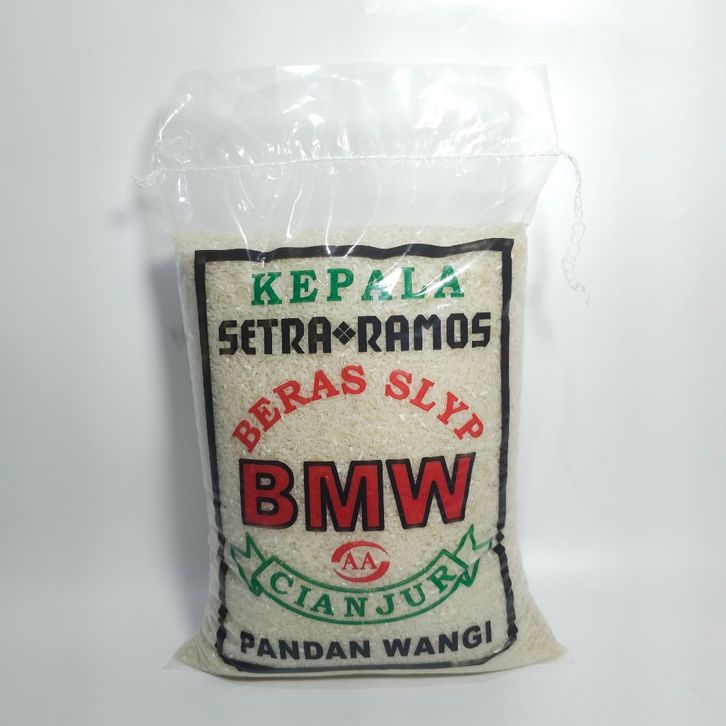 KEPALA
SETRA❖RAMOS
BERAS SLYP
BMW
AA
CIANJUR
PANDAN WANGI